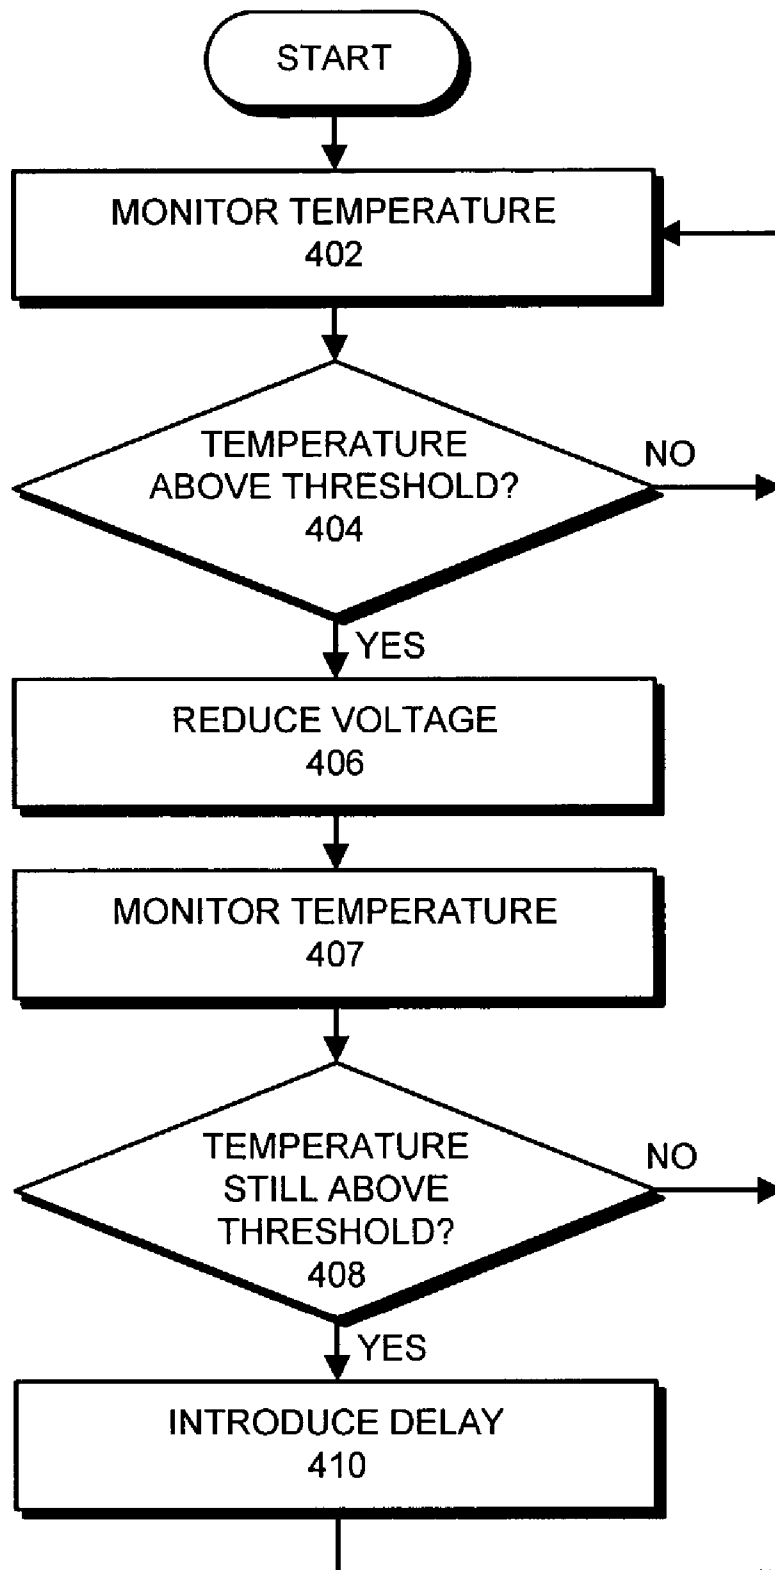 START
MONITOR TEMPERATURE
402
TEMPERATURE
ABOVE THRESHOLD?
404
NO
YES
REDUCE VOLTAGE
406
MONITOR TEMPERATURE
407
TEMPERATURE
STILL ABOVE
THRESHOLD?
408
NO
YES
INTRODUCE DELAY
410